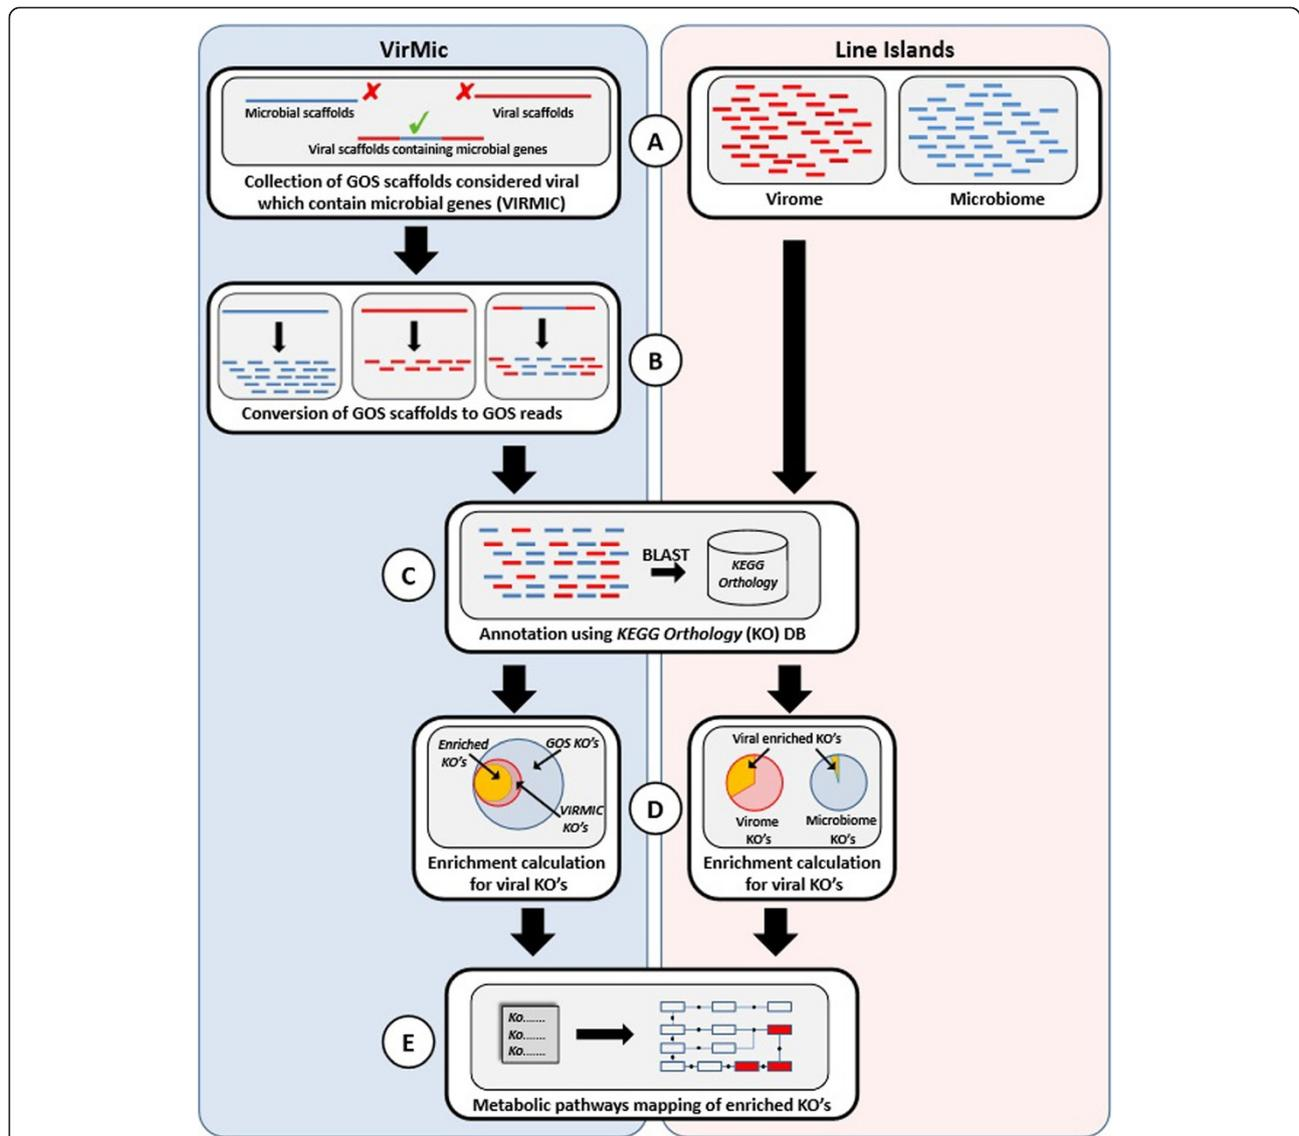 VirMic
Line Islands
Microbial scaffolds
Viral scaffolds
Viral scaffolds containing microbial genes
Collection of GOS scaffolds considered viral
which contain microbial genes (VIRMIC)
A
Virome
Microbiome
B
Conversion of GOS scaffolds to GOS reads
C
BLAST
KEGG
Orthology
Annotation using KEGG Orthology (KO) DB
Enriched
KO's
GOS KO's
ViRMIC
KO's
Enrichment calculation
for viral KO's
D
Viral enriched KO's
Virome
KO's
Microbiome
KO's
Enrichment calculation
for viral KO's
E
Ko.......
Ko.......
Ko.......
Metabolic pathways mapping of enriched KO's